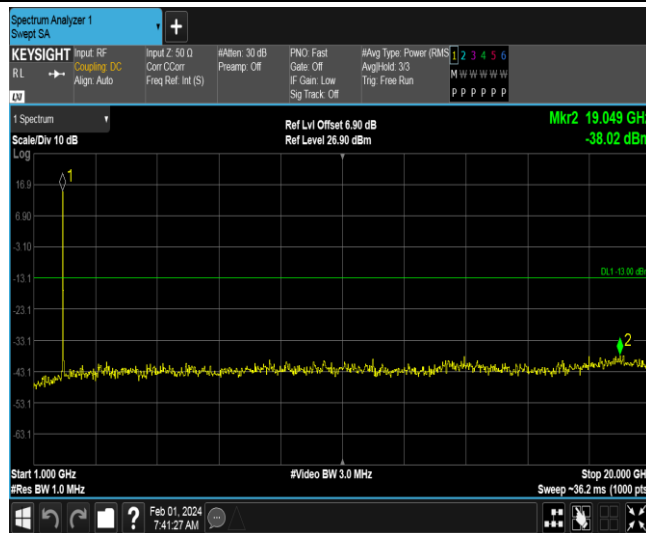 Spectrum Analyzer 1
Swept SA
+
KEYSIGHT
RL
Input: RF
Coupling: DC
Align: Auto
Input Z: 50 Ω
Corr CCorr
Freq Ref: Int (S)
#Atten: 30 dB
Preamp: Off
PNO: Fast
Gate: Off
IF Gain: Low
Sig Track: Off
#Avg Type: Power (RMS
Avg|Hold: 3/3
Trig: Free Run
1 2 3 4 5 6
M W W W W W
P P P P P P
1 Spectrum
Scale/Div 10 dB
Log
Ref Lvl Offset 6.90 dB
Ref Level 26.90 dBm
Mkr2 19.049 GHz
-38.02 dBm
1
16.9
6.90
-3.10
-13.1
DL1 -13.00 dBm
-23.1
-33.1
2
-43.1
-53.1
-63.1
Start 1.000 GHz
#Res BW 1.0 MHz
#Video BW 3.0 MHz
Stop 20.000 GHz
Sweep ~36.2 ms (1000 pts)
?
Feb 01, 2024
7:41:27 AM